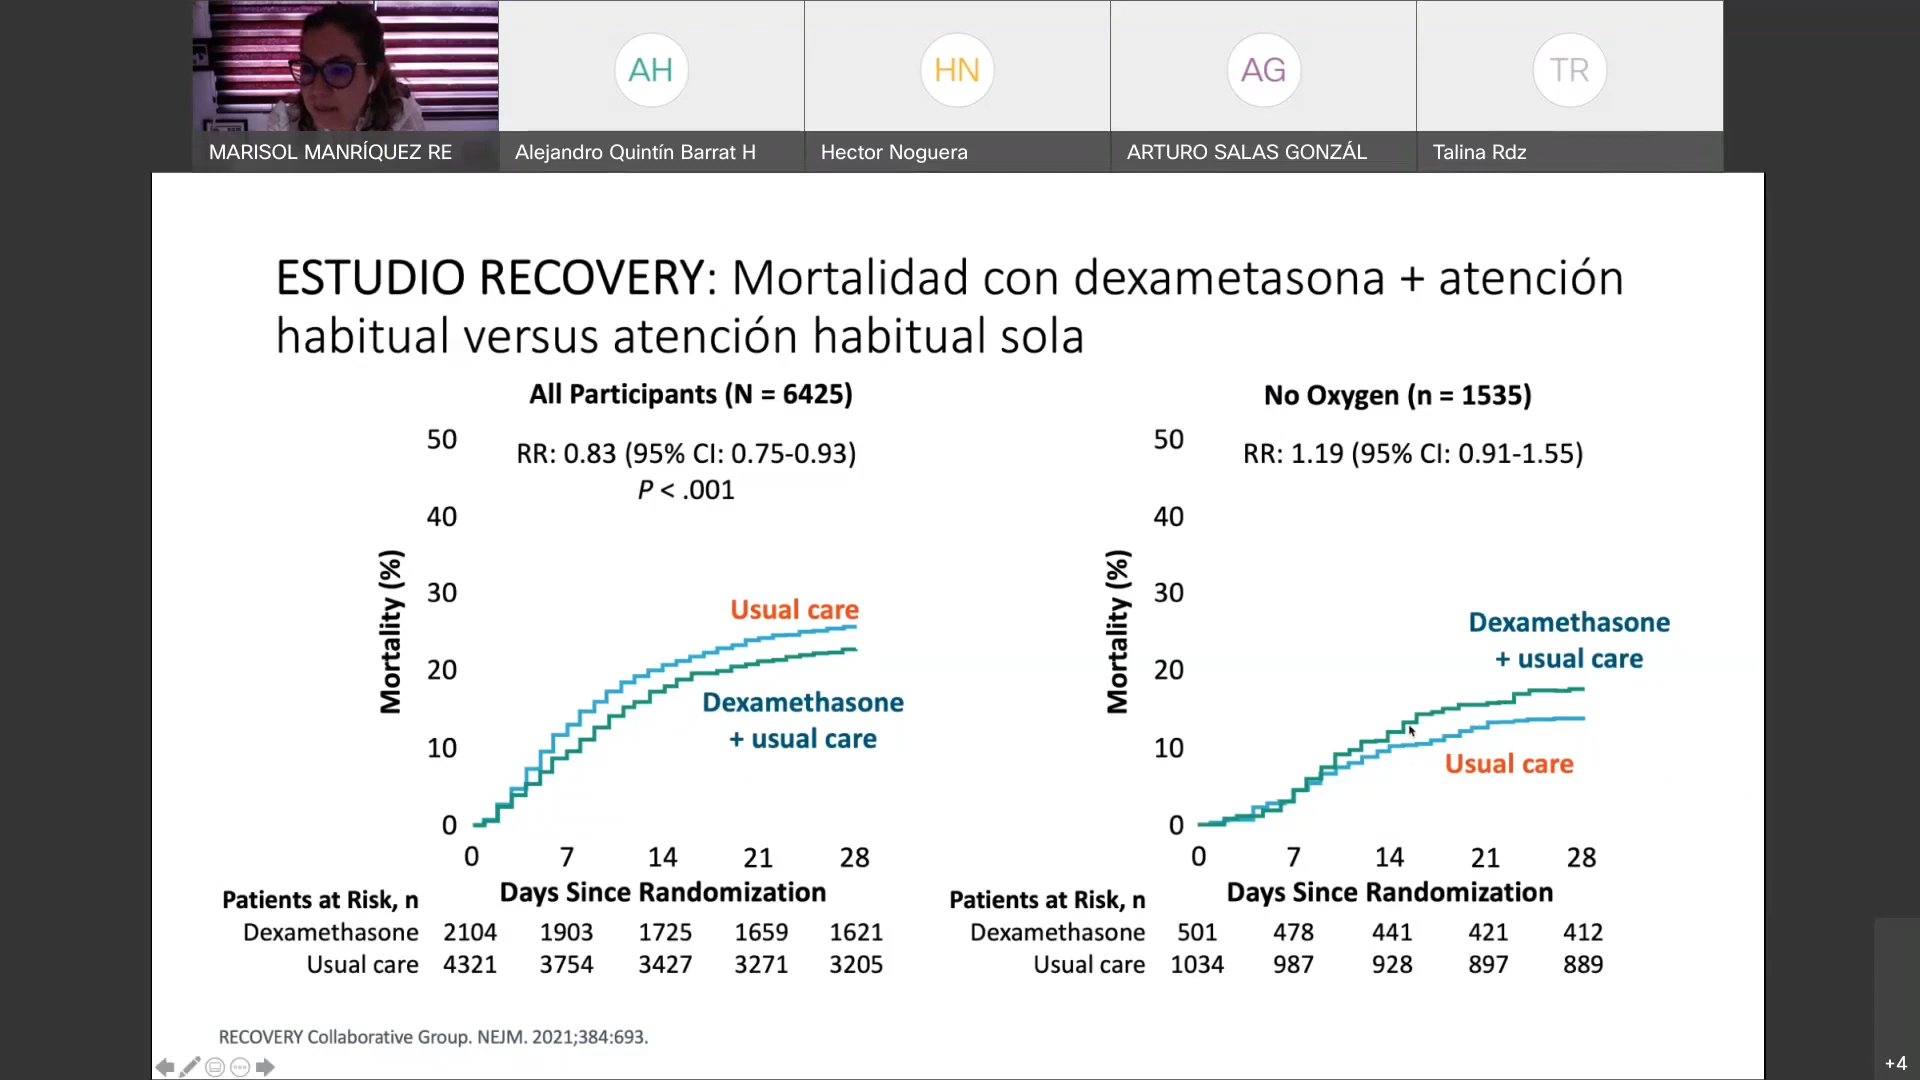 AH
HN
AG
TR
MARISOL MANRÍQUEZ RE
Alejandro Quintín Barrat H
Hector Noguera
ARTURO SALAS GONZÁL
Talina Rdz
ESTUDIO RECOVERY: Mortalidad con dexametasona + atención
habitual versus atención habitual sola
All Participants (N = 6425)
RR: 0.83 (95% CI: 0.75-0.93)
P < .001
50
40
30
20
10
0
Mortality (%)
Usual care
Dexamethasone
+ usual care
0 7 14 21 28
Days Since Randomization
Patients at Risk, n
Dexamethasone 2104 1903 1725 1659 1621
Usual care 4321 3754 3427 3271 3205
No Oxygen (n = 1535)
RR: 1.19 (95% CI: 0.91-1.55)
50
40
30
20
10
0
Mortality (%)
Dexamethasone
+ usual care
Usual care
0 7 14 21 28
Days Since Randomization
Patients at Risk, n
Dexamethasone 501 478 441 421 412
Usual care 1034 987 928 897 889
RECOVERY Collaborative Group. NEJM. 2021;384:693.
+4